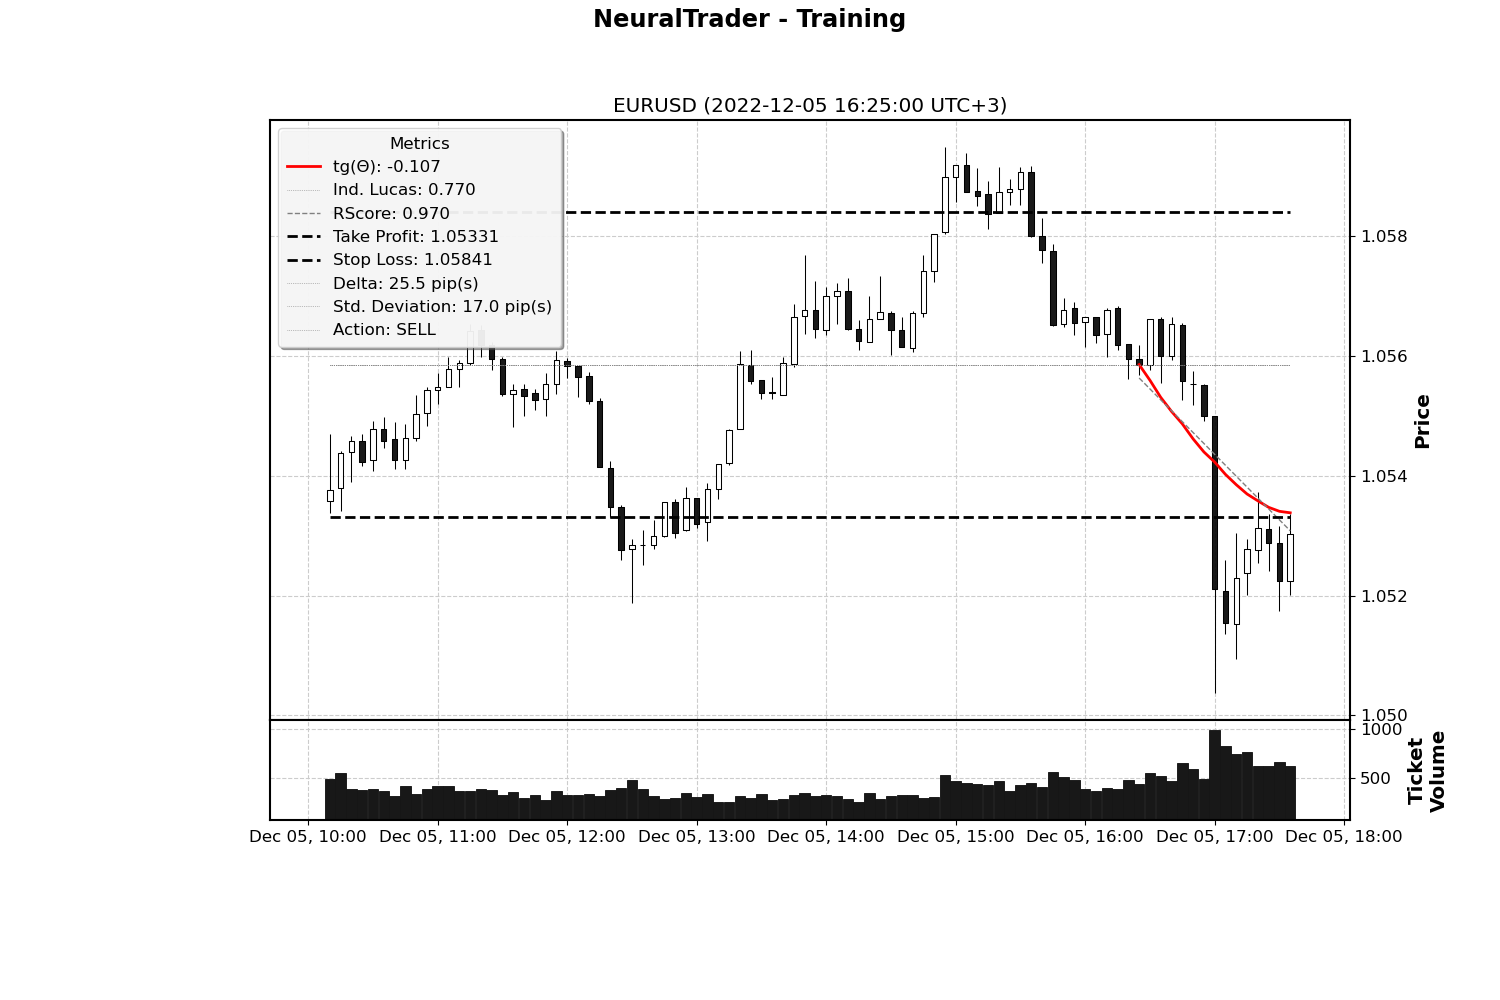 NeuralTrader - Training
EURUSD (2022-12-05 16:25:00 UTC+3)
Metrics
tg(Θ): -0.107
Ind. Lucas: 0.770
RScore: 0.970
Take Profit: 1.05331
Stop Loss: 1.05841
Delta: 25.5 pip(s)
Std. Deviation: 17.0 pip(s)
Action: SELL
1.058
1.056
1.054
1.052
1.050
Price
1000
500
Ticket
Volume
Dec 05, 10:00
Dec 05, 11:00
Dec 05, 12:00
Dec 05, 13:00
Dec 05, 14:00
Dec 05, 15:00
Dec 05, 16:00
Dec 05, 17:00
Dec 05, 18:00